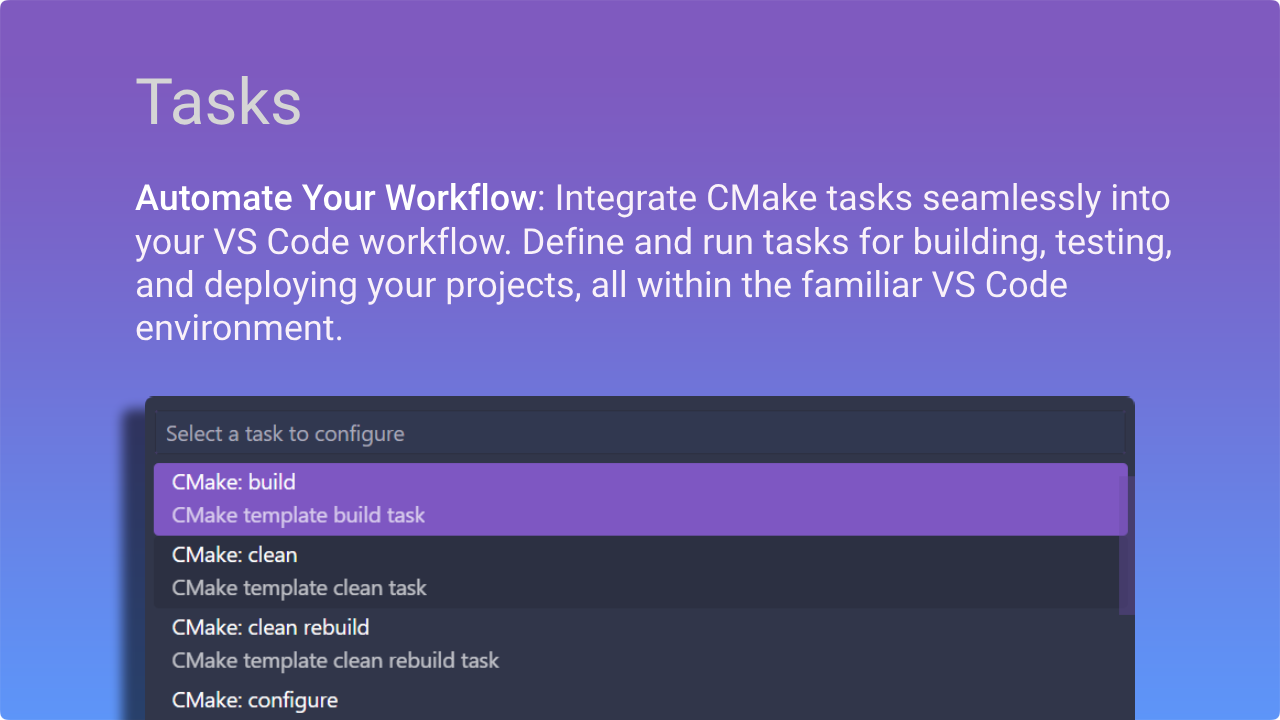 Tasks
Automate Your Workflow: Integrate CMake tasks seamlessly into
your VS Code workflow. Define and run tasks for building, testing,
and deploying your projects, all within the familiar VS Code
environment.
Select a task to configure
CMake: build
CMake template build task
CMake: clean
CMake template clean task
CMake: clean rebuild
CMake template clean rebuild task
CMake: configure